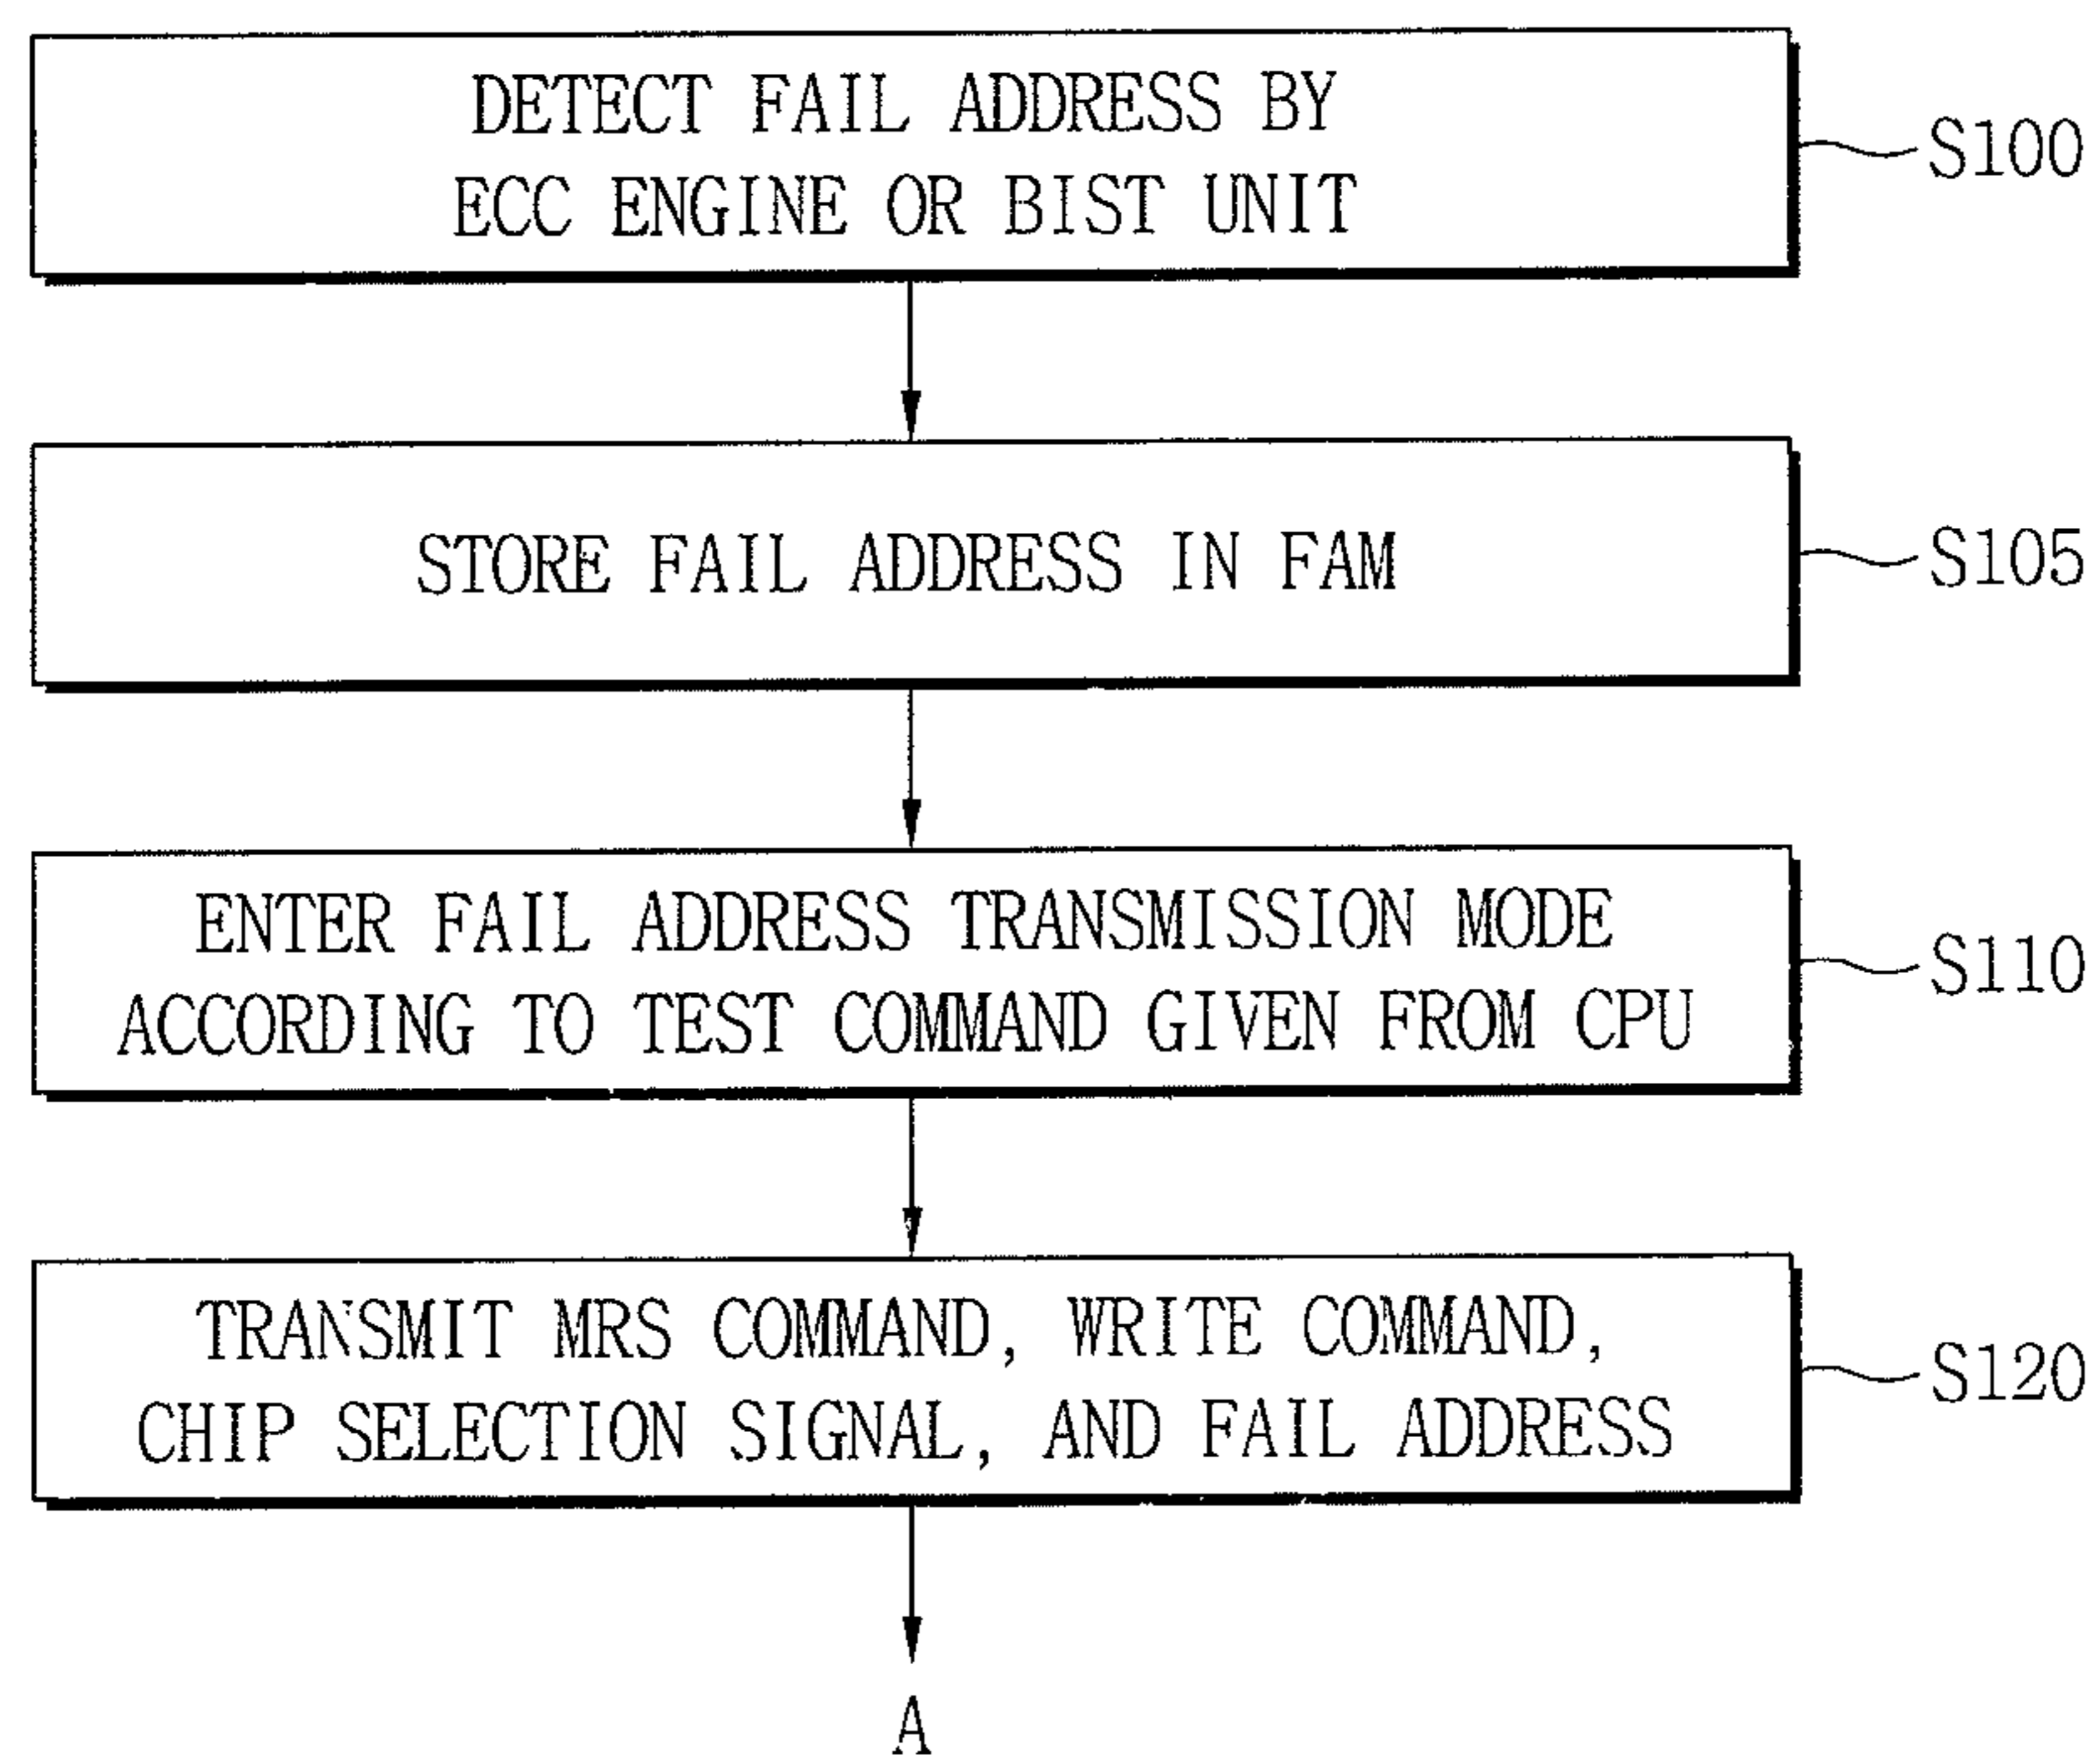 DETECT FAIL ADDRESS BY
ECC ENGINE OR BIST UNIT
S100
STORE FAIL ADDRESS IN FAM
S105
ENTER FAIL ADDRESS TRANSMISSION MODE
ACCORDING TO TEST COMMAND GIVEN FROM CPU
S110
TRANSMIT MRS COMMAND, WRITE COMMAND,
CHIP SELECTION SIGNAL, AND FAIL ADDRESS
S120
A